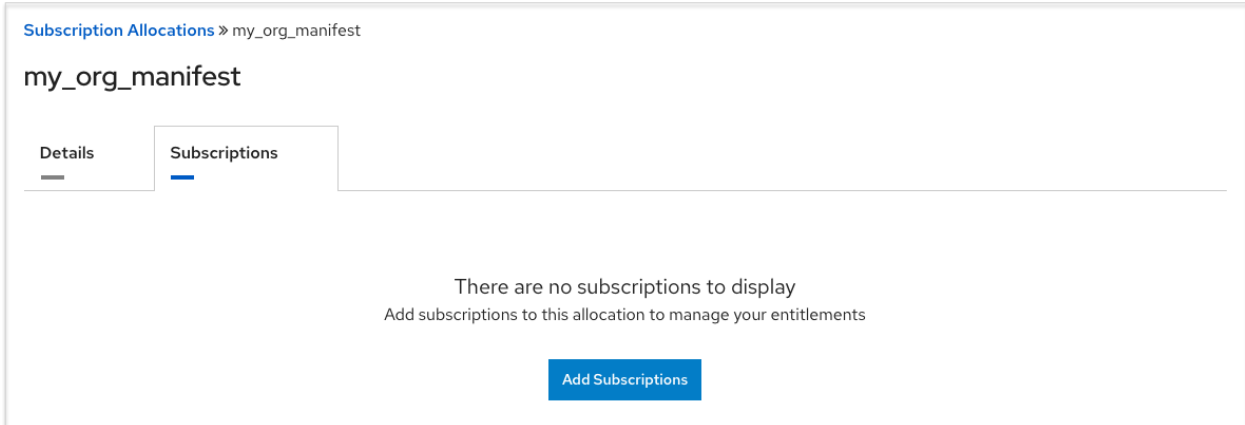 Subscription Allocations » my_org_manifest
my_org_manifest
Details Subscriptions
There are no subscriptions to display
Add subscriptions to this allocation to manage your entitlements
Add Subscriptions